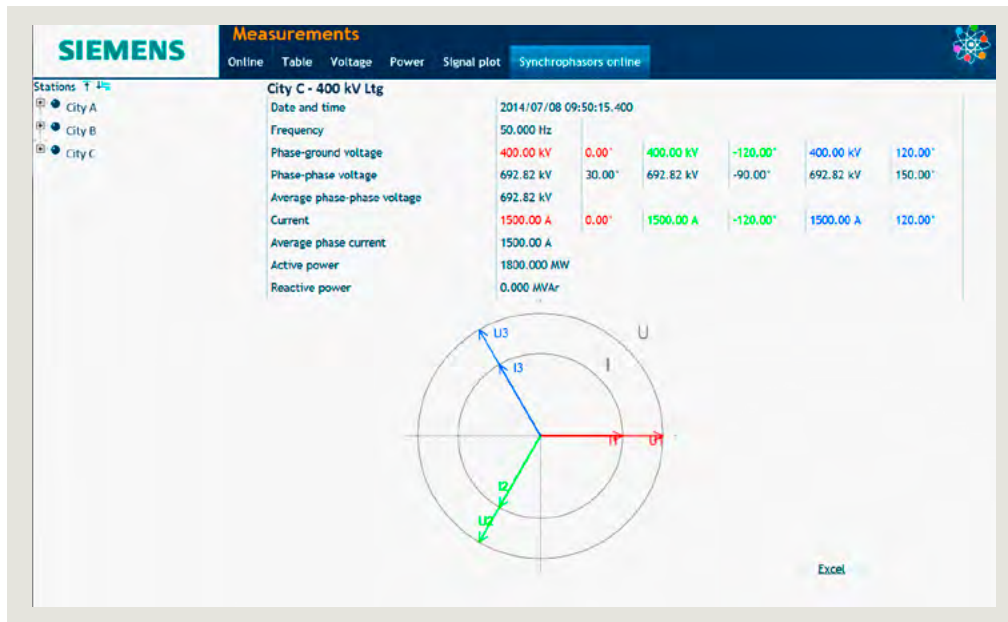 SIEMENS
Measurements
Online Table Voltage Power Signal plot Synchrophasors online
Stations
City A
City B
City C
City C - 400 kV Ltg
Date and time 2014/07/08 09:50:15.400
Frequency 50.000 Hz
Phase-ground voltage 400.00 kV 0.00° 400.00 kV -120.00° 400.00 kV 120.00°
Phase-phase voltage 692.82 kV 30.00° 692.82 kV -90.00° 692.82 kV 150.00°
Average phase-phase voltage 692.82 kV
Current 1500.00 A 0.00° 1500.00 A -120.00° 1500.00 A 120.00°
Average phase current 1500.00 A
Active power 1800.000 MW
Reactive power 0.000 MVAr
U3 U
I3 I
I1 U1
I2
U2
Excel